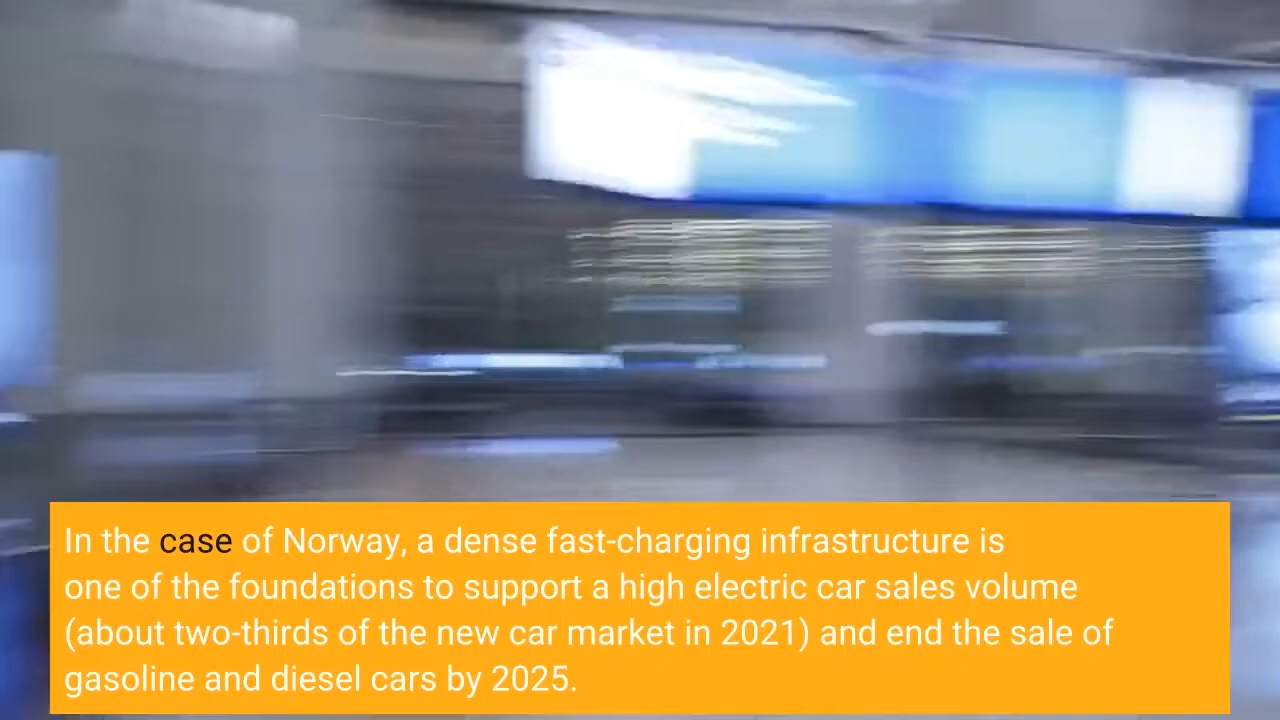 In the case of Norway, a dense fast-charging infrastructure is
one of the foundations to support a high electric car sales volume
(about two-thirds of the new car market in 2021) and end the sale of
gasoline and diesel cars by 2025.